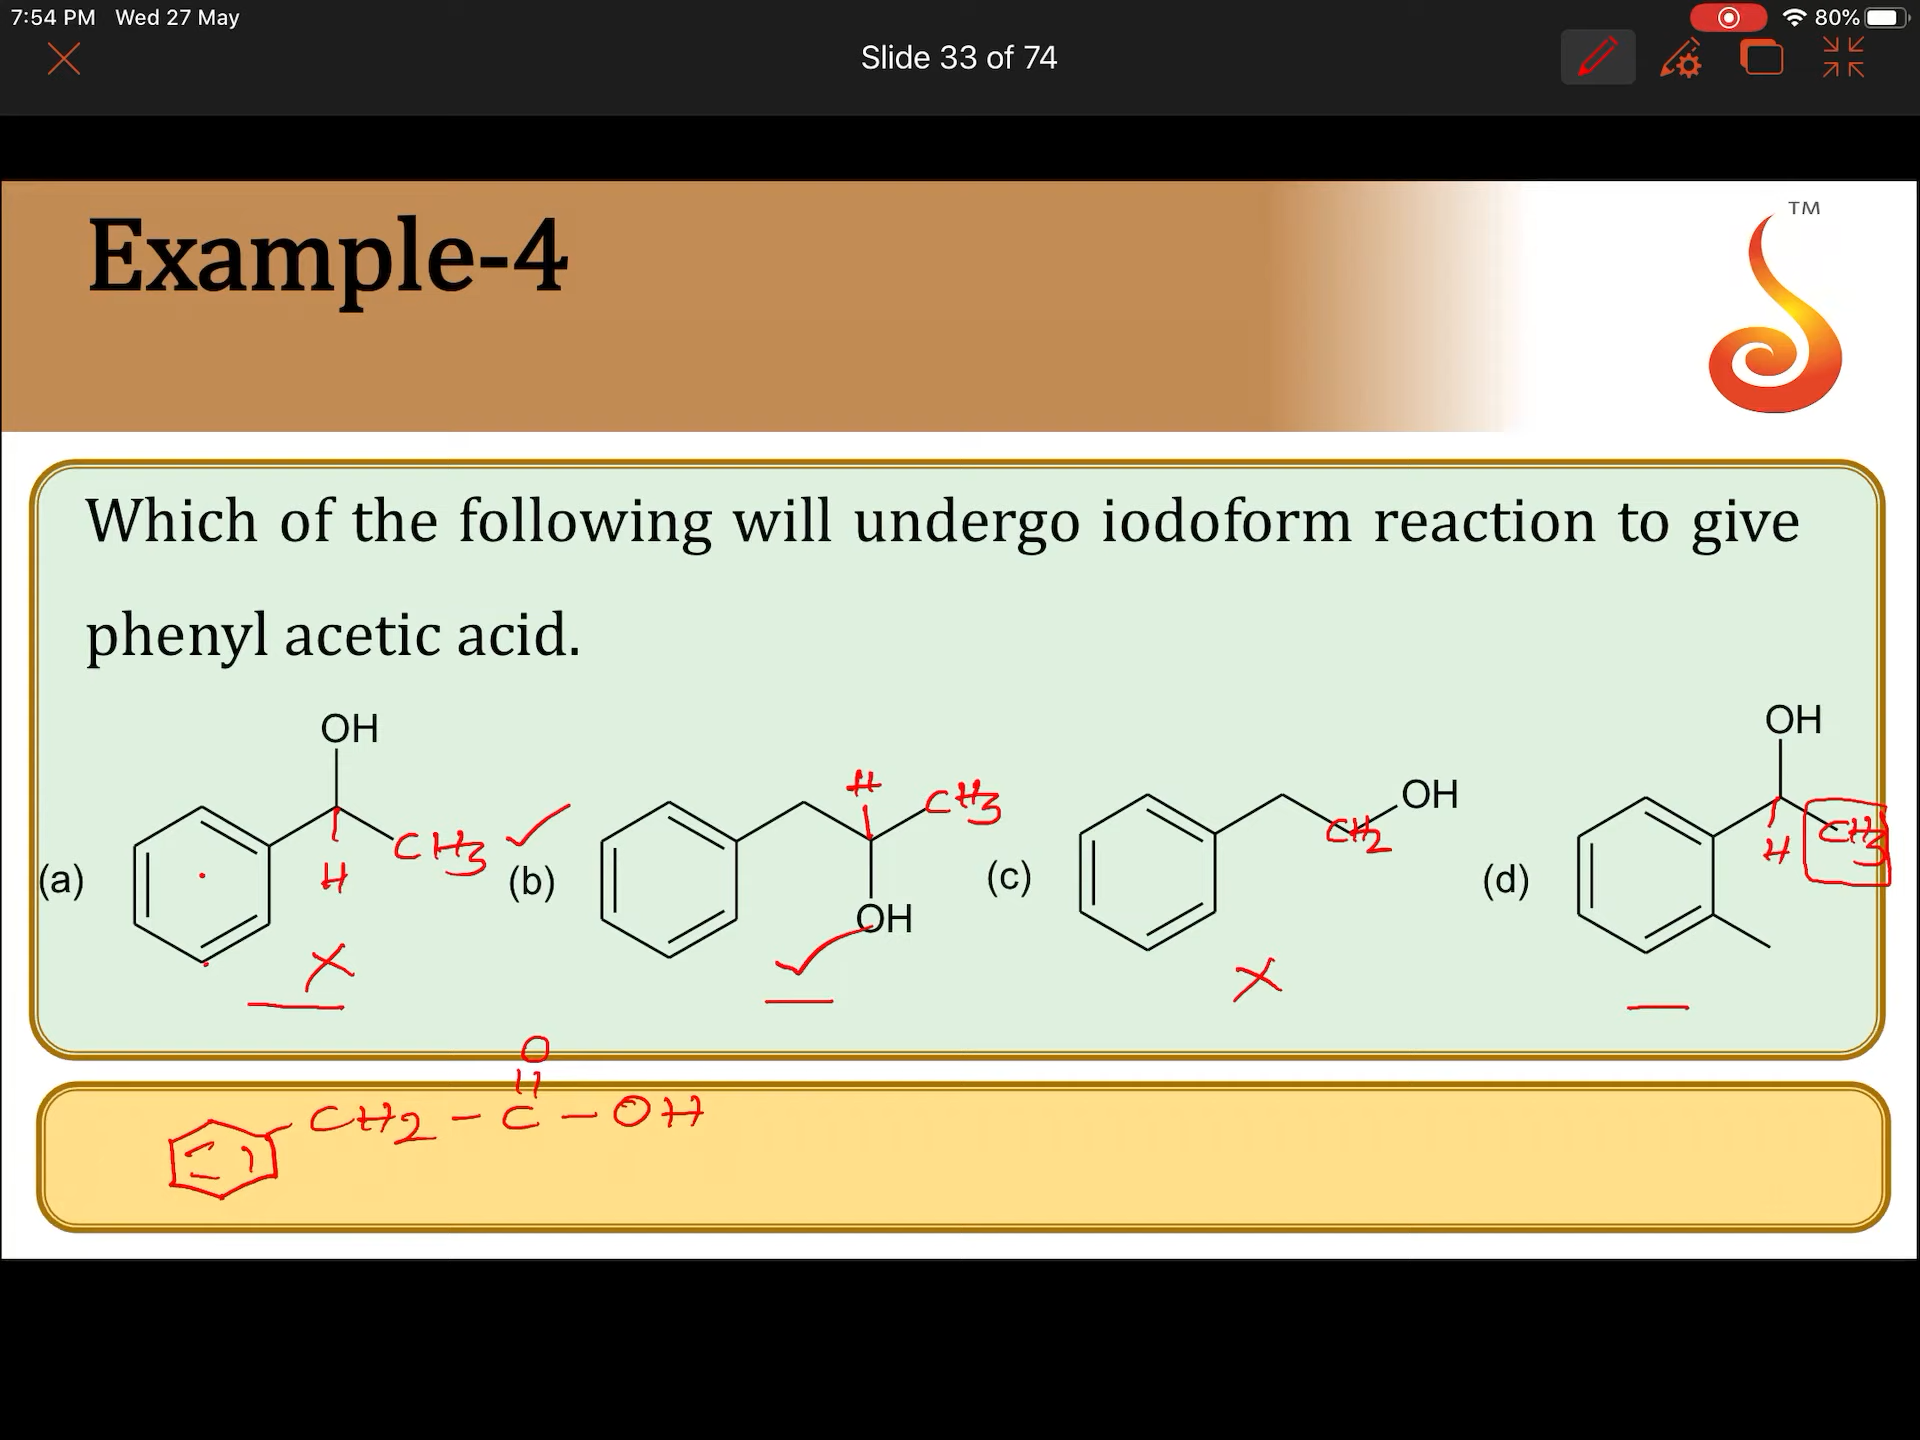 7:54 PM Wed 27 May
80%
Slide 33 of 74
TM
Example-4
Which of the following will undergo iodoform reaction to give
phenyl acetic acid.
(a) OH H CH3
(b) H CH3 OH
(c) CH2 OH
(d) OH H CH3
O
CH2 - C - OH